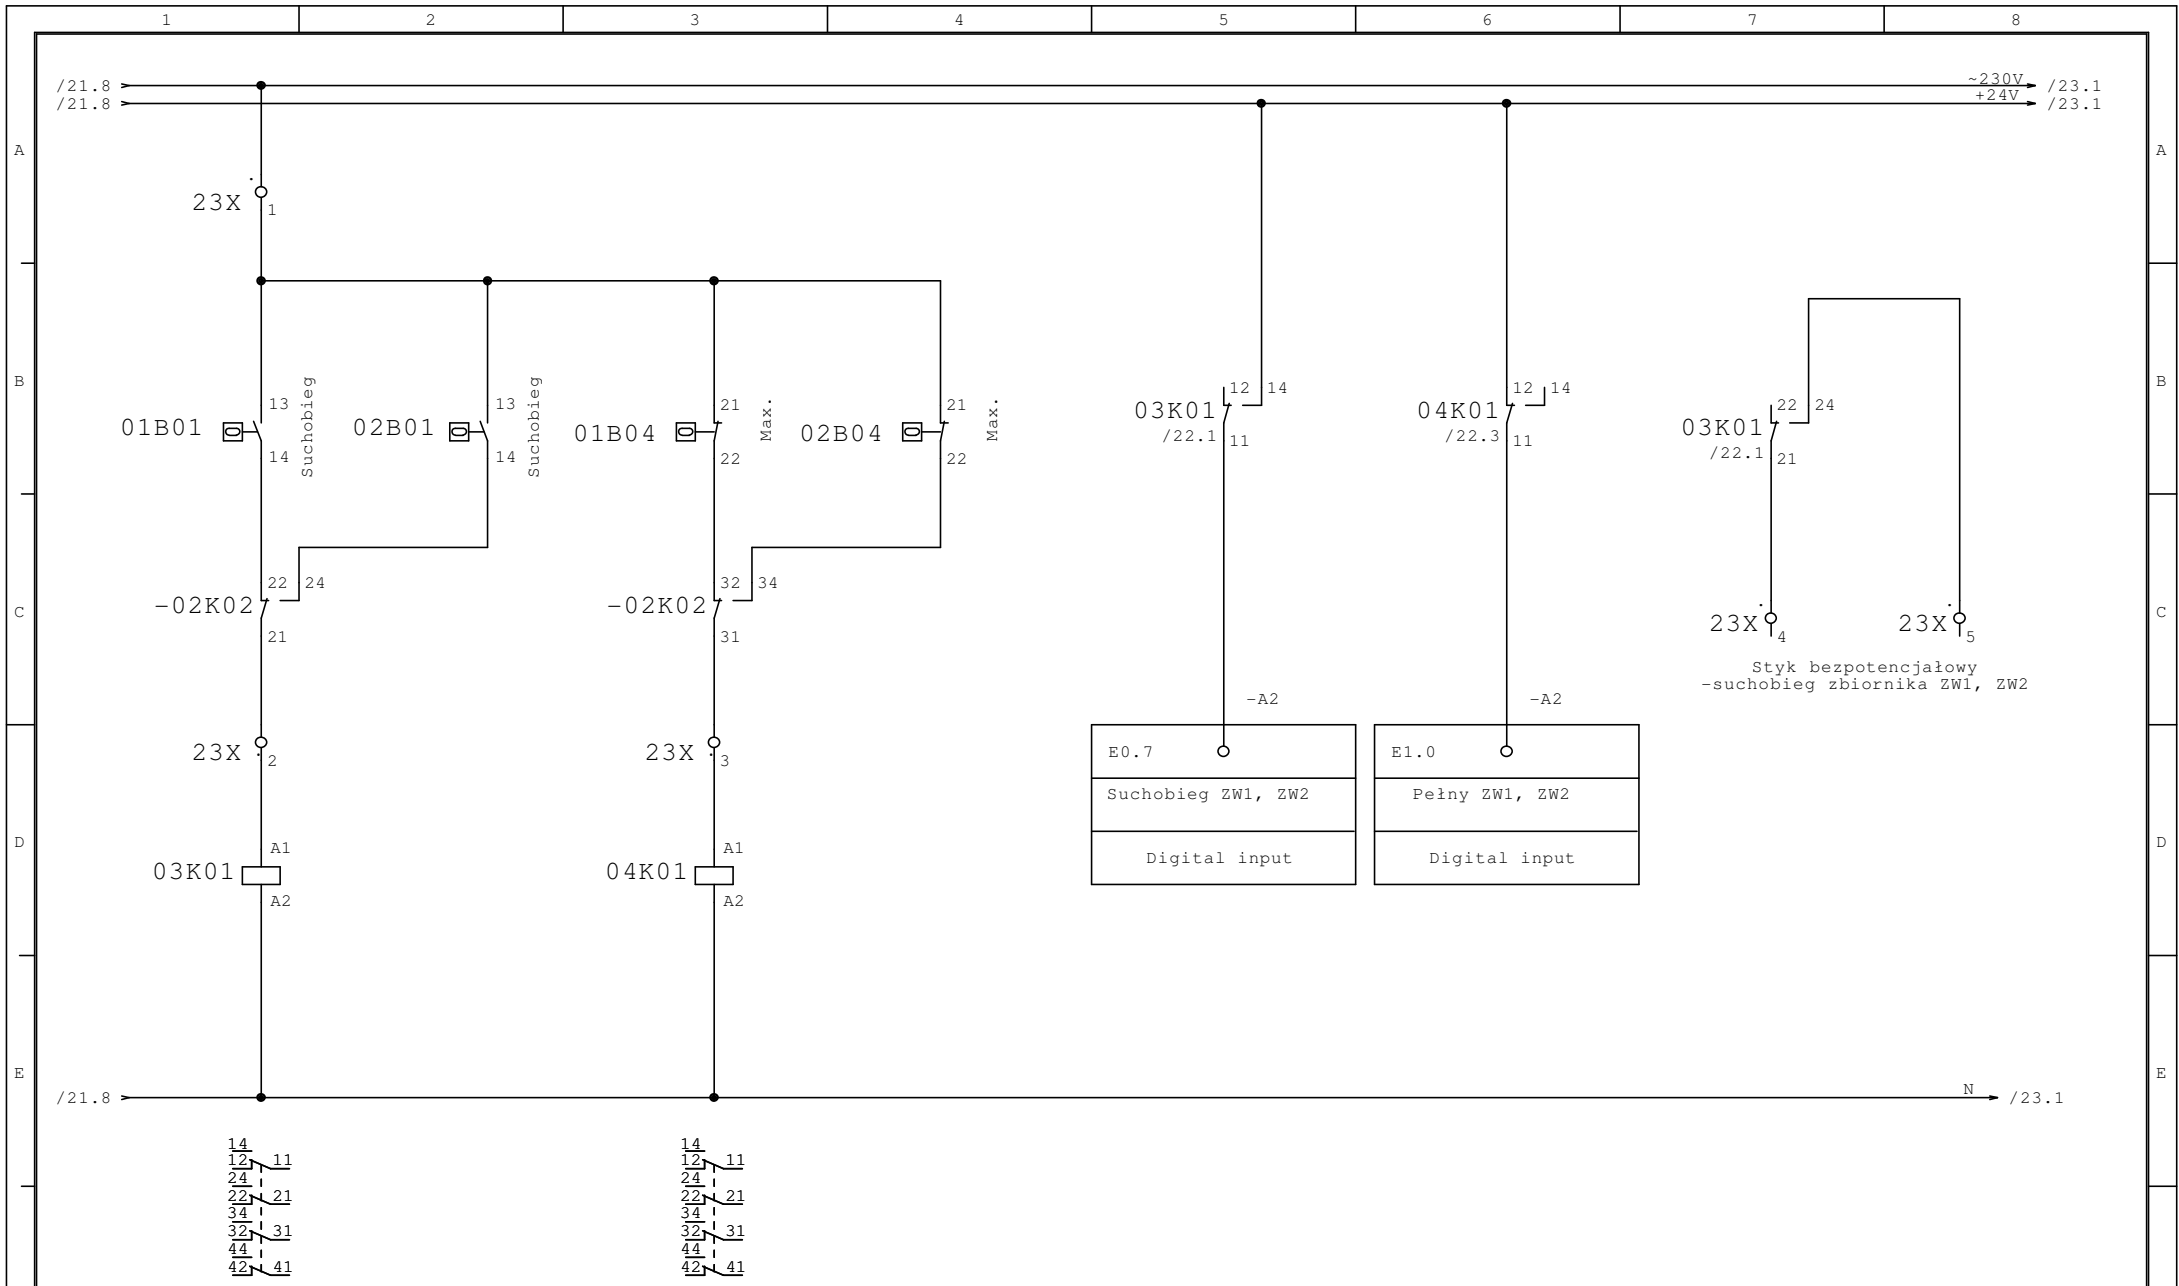 1 2 3 4 5 6 7 8
/21.8 ~230V /23.1
/21.8 +24V /23.1
A A
23X 1
B B
01B01 13 14 Suchobieg
02B01 13 14 Suchobieg
01B04 21 22 Max.
02B04 21 22 Max.
03K01 12 14
/22.1 11
04K01 12 14
/22.3 11
03K01 22 24
/22.1 21
C C
-02K02 22 24 21
-02K02 32 34 31
23X 4
23X 5
Styk bezpotencjałowy
-suchobieg zbiornika ZW1, ZW2
-A2
-A2
23X 2
23X 3
E0.7
Suchobieg ZW1, ZW2
Digital input
E1.0
Pełny ZW1, ZW2
Digital input
D D
A1
03K01
A2
A1
04K01
A2
E E
/21.8 N /23.1
14
12 11
24
22 21
34
32 31
44
42 41
14
12 11
24
22 21
34
32 31
44
42 41